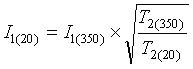 I₁₍₂₀₎ = I₁₍₃₅₀₎ × √(T₂₍₃₅₀₎ / T₂₍₂₀₎)